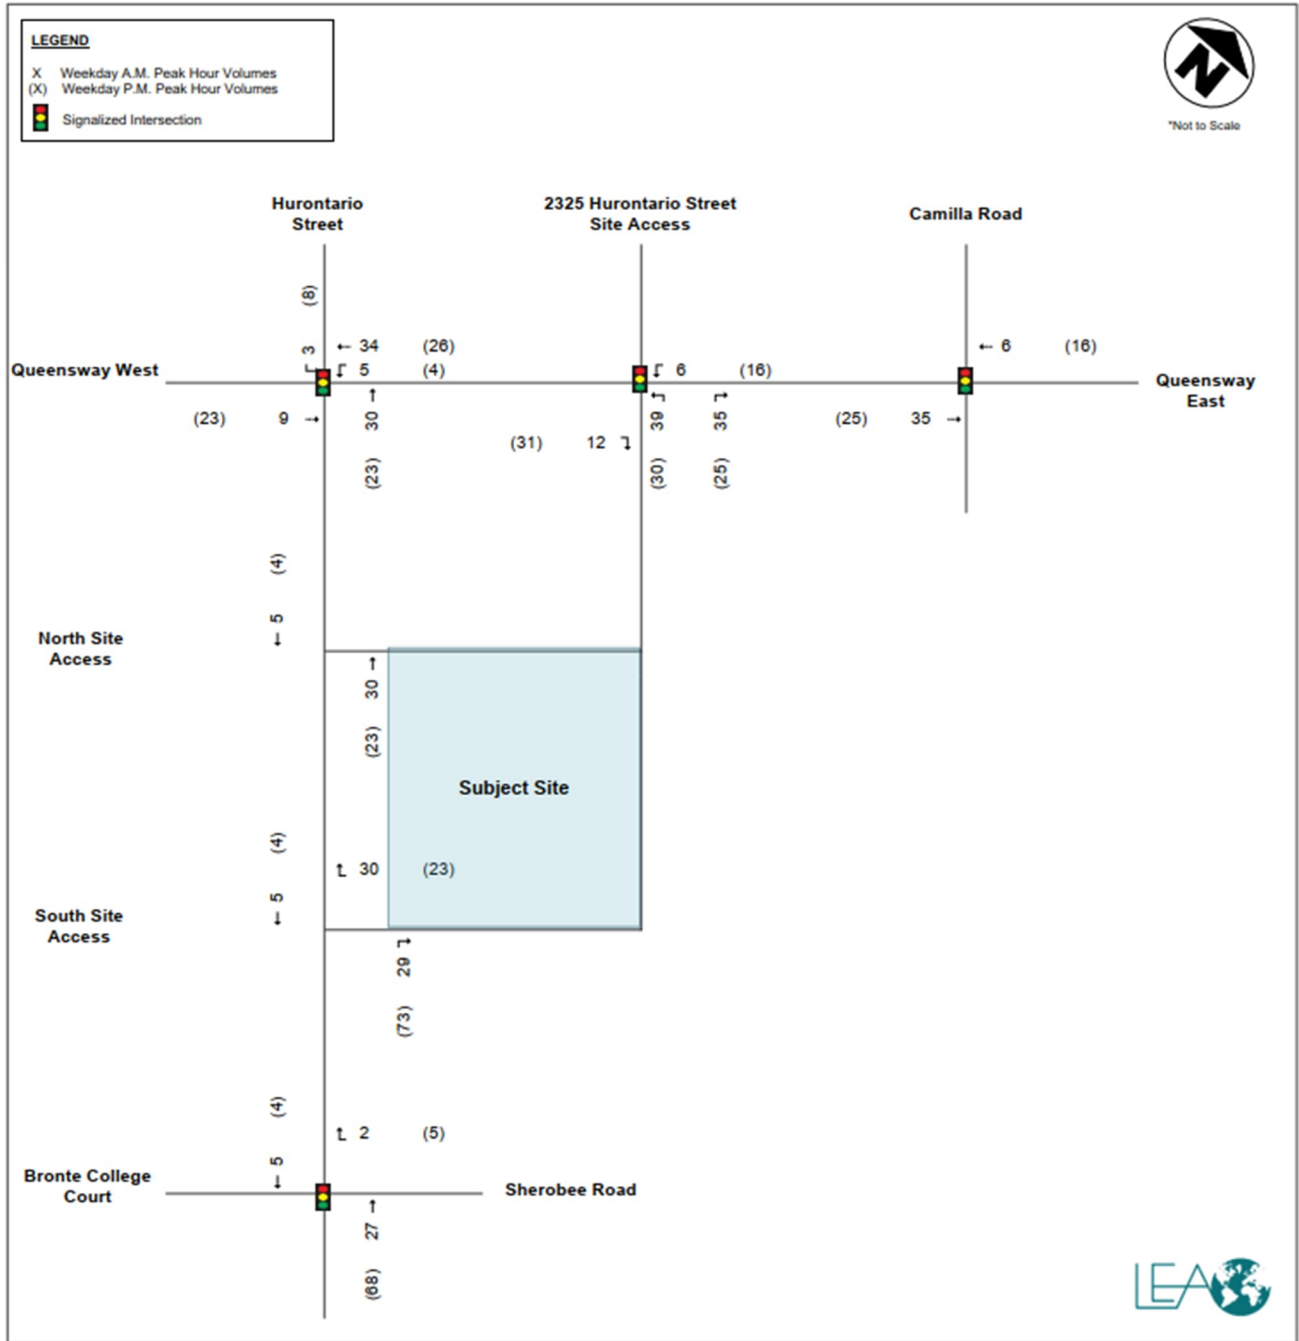 LEGEND
X Weekday A.M. Peak Hour Volumes
(X) Weekday P.M. Peak Hour Volumes
Signalized Intersection
N
*Not to Scale
Hurontario
Street
2325 Hurontario Street
Site Access
Camilla Road
(8)
3
34 (26)
5 (4)
6 (16)
6 (16)
Queensway West
Queensway
East
(23) 9
30
(23)
(31) 12
39
(30)
35
(25)
(25) 35
(4)
5
North Site
Access
30
(23)
Subject Site
(4)
5
30 (23)
South Site
Access
29
(73)
(4)
5
2 (5)
Bronte College
Court
Sherobee Road
27
(68)
LEA